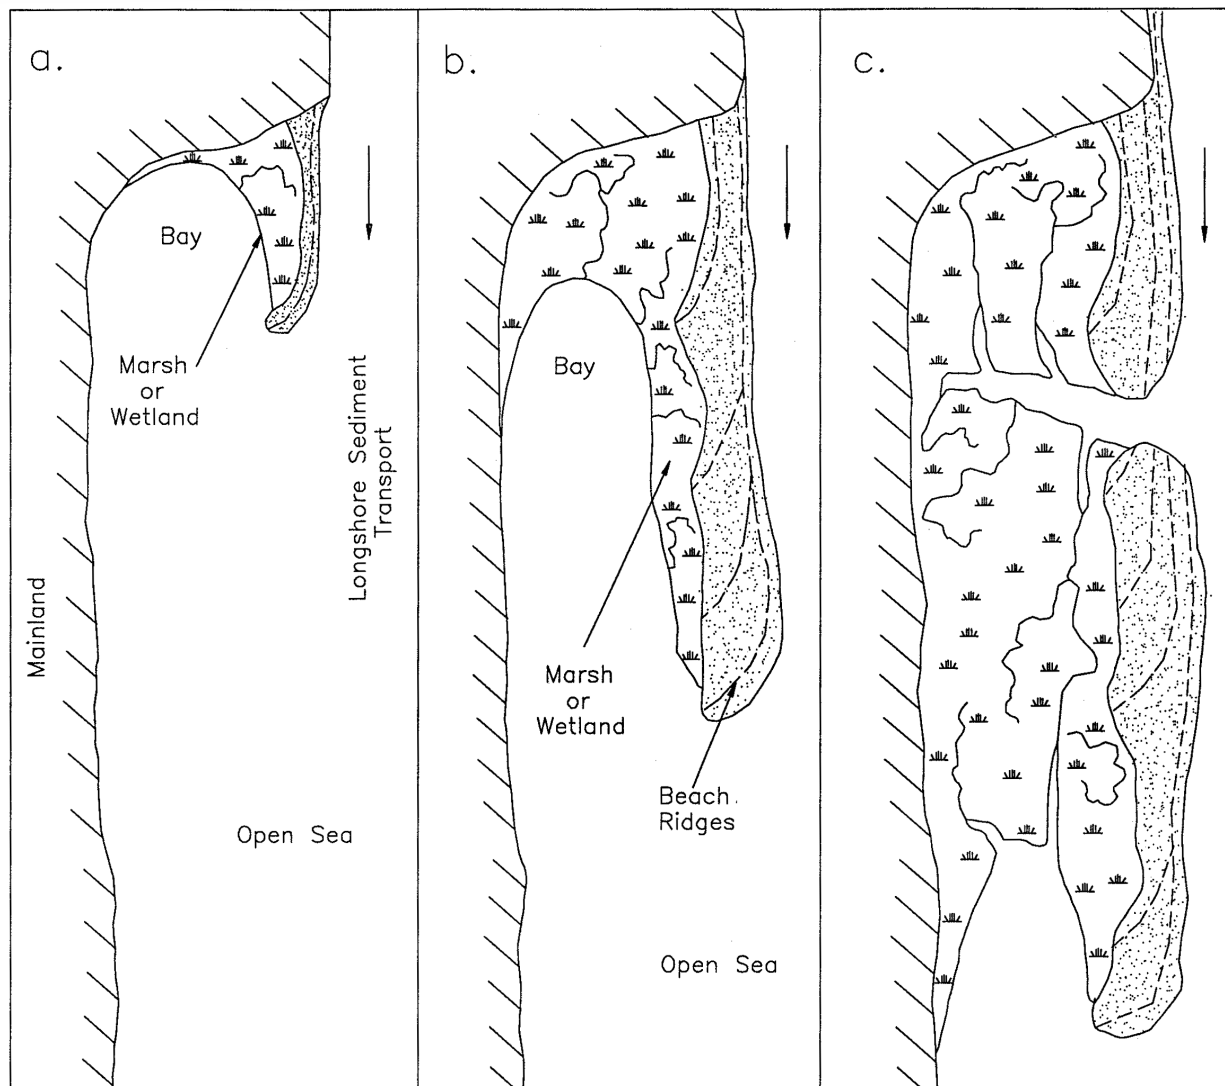 a.
Bay
Marsh
or
Wetland
Longshore Sediment
Transport
Mainland
Open Sea
b.
Bay
Marsh
or
Wetland
Beach
Ridges
Open Sea
c.